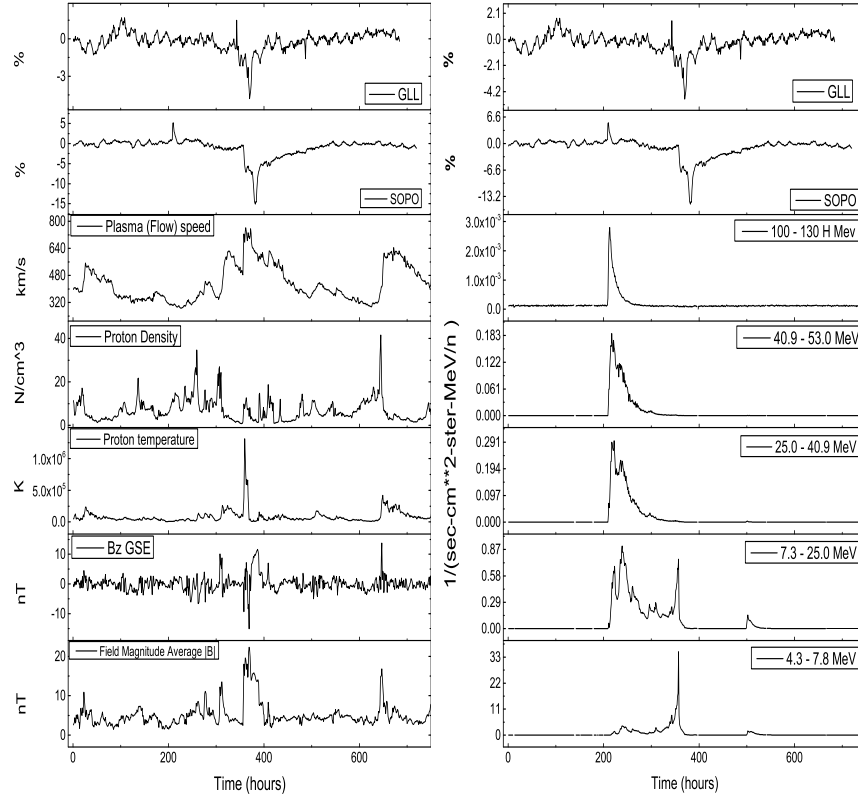 %
0
-3
GLL
%
5
0
-5
-10
-15
SOPO
km/s
800
640
480
320
Plasma (Flow) speed
N/cm^3
40
20
0
Proton Density
K
1.0x10⁶
5.0x10⁵
0.0
Proton temperature
nT
10
0
-10
Bz GSE
nT
20
10
0
Field Magnitude Average |B|
0 200 400 600
Time (hours)
%
2.1
0.0
-2.1
-4.2
GLL
%
6.6
0.0
-6.6
-13.2
SOPO
1/(sec-cm**2-ster-MeV/n )
3.0x10⁻³
1.0x10⁻³
0.0
100 - 130 H Mev
0.183
0.122
0.061
0.000
40.9 - 53.0 MeV
0.291
0.194
0.097
0.000
25.0 - 40.9 MeV
0.87
0.58
0.29
0.00
7.3 - 25.0 MeV
33
22
11
0
4.3 - 7.8 MeV
0 200 400 600
Time (hours)